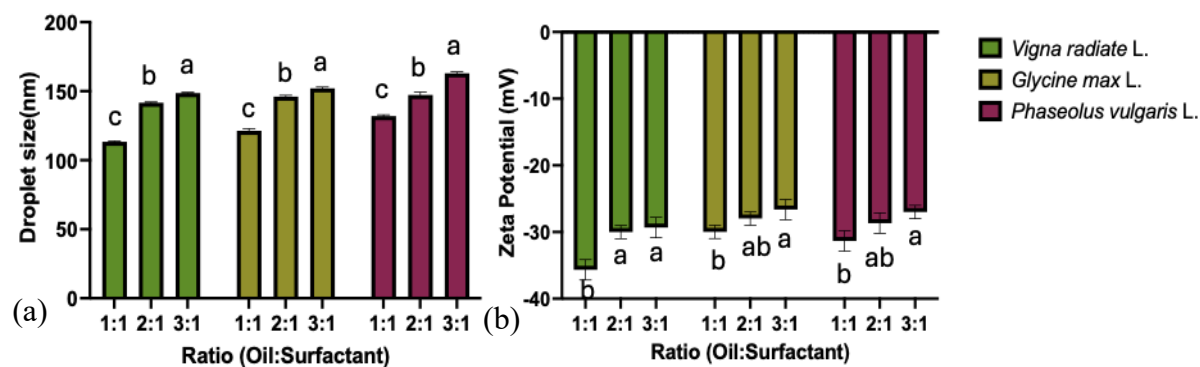 (a)
Droplet size(nm)
200
150
100
50
0
c b a
c b a
c b a
1:1 2:1 3:1 1:1 2:1 3:1 1:1 2:1 3:1
Ratio (Oil:Surfactant)
(b)
Zeta Potential (mV)
0
-10
-20
-30
-40
b a a
b ab a
b ab a
1:1 2:1 3:1 1:1 2:1 3:1 1:1 2:1 3:1
Ratio (Oil:Surfactant)
Vigna radiate L.
Glycine max L.
Phaseolus vulgaris L.